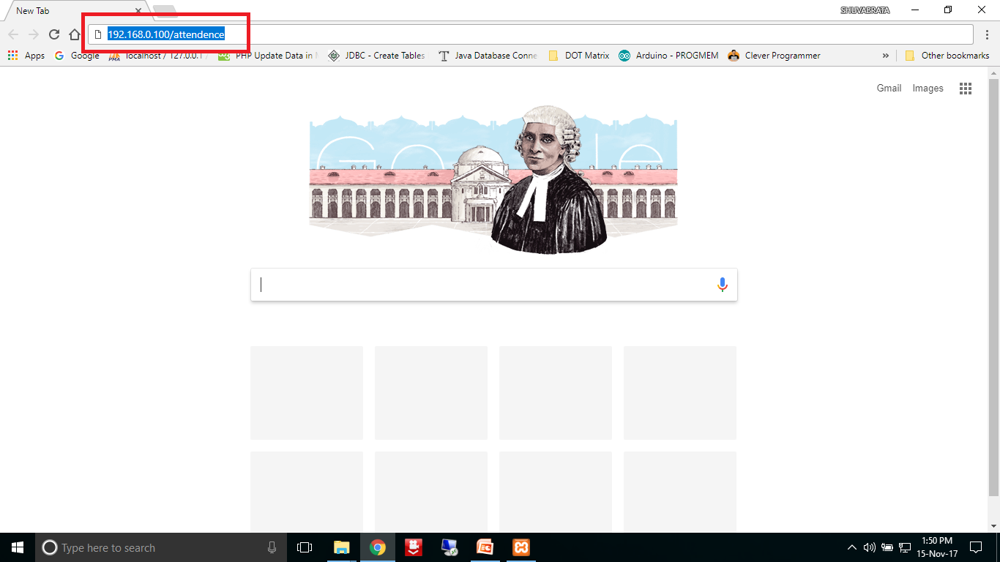 New Tab
SHUVABRATA
192.168.0.100/attendence
Apps Google localhost / 127.0.0.1 / PHP Update Data in JDBC - Create Tables Java Database Conne DOT Matrix Arduino - PROGMEM Clever Programmer » Other bookmarks
Gmail Images
Google
Type here to search
1:50 PM
15-Nov-17